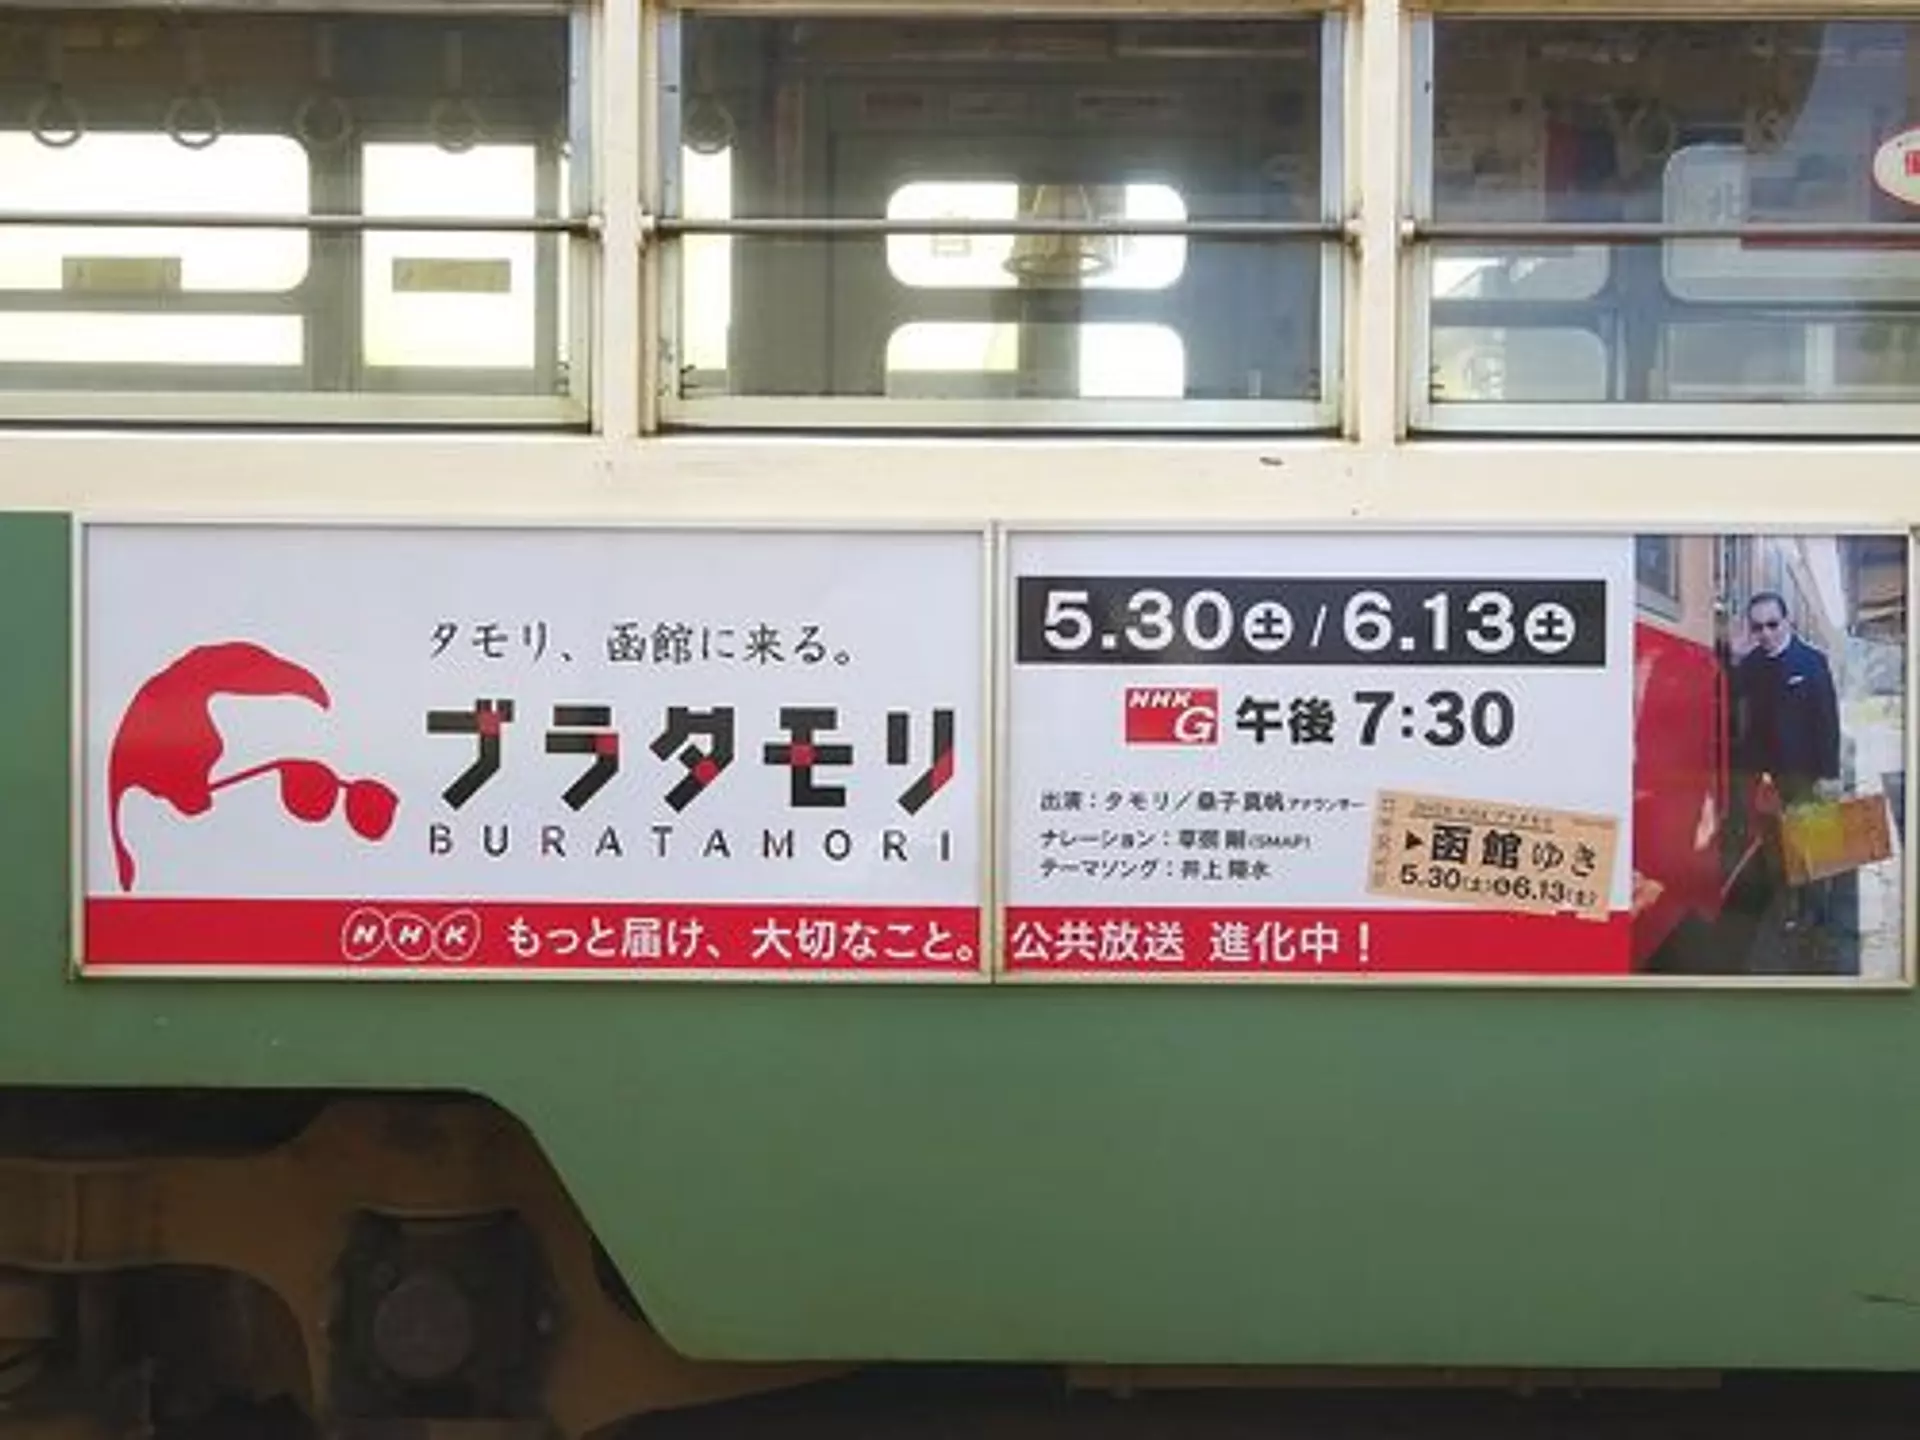 タモリ、函館に来る。
ブラタモリ
BURATAMORI
NHK もっと届け、大切なこと。
5.30㊏/6.13㊏
NHK G 午後 7:30
出演：タモリ／桑子真帆アナウンサー
ナレーション：草彅 剛(SMAP)
テーマソング：井上 陽水
▶函館ゆき
5.30(土)●6.13(土)
公共放送 進化中！